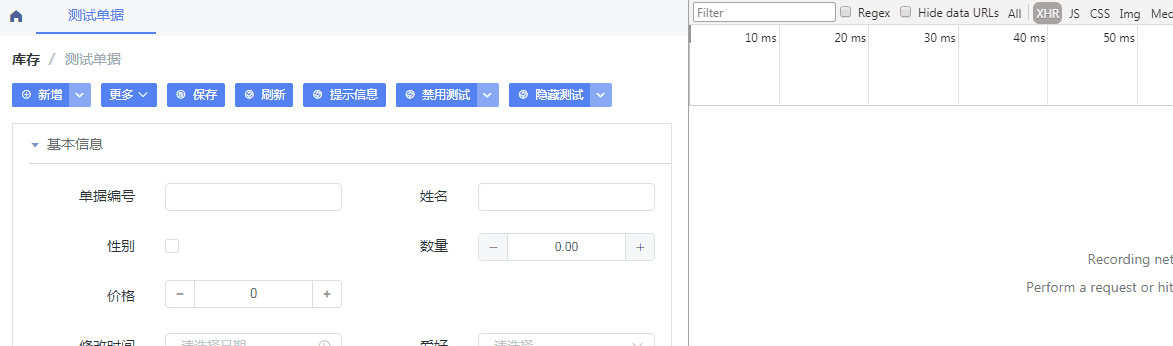 测试单据
库存 / 测试单据
新增 更多 保存 刷新 提示信息 禁用测试 隐藏测试
基本信息
单据编号 姓名
性别 数量 − 0.00 +
价格 − 0 +
修改时间 请选择日期 爱好 请选择
Filter Regex Hide data URLs All XHR JS CSS Img Med
10 ms 20 ms 30 ms 40 ms 50 ms
Recording net
Perform a request or hit